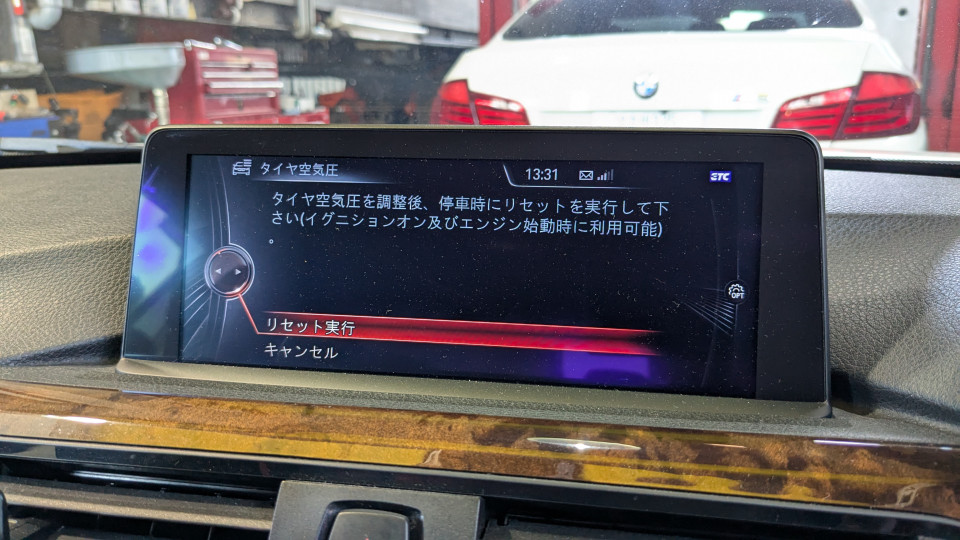 タイヤ空気圧
13:31
ETC
タイヤ空気圧を調整後、停車時にリセットを実行して下
さい(イグニションオン及びエンジン始動時に利用可能)
。
OPT
リセット実行
キャンセル